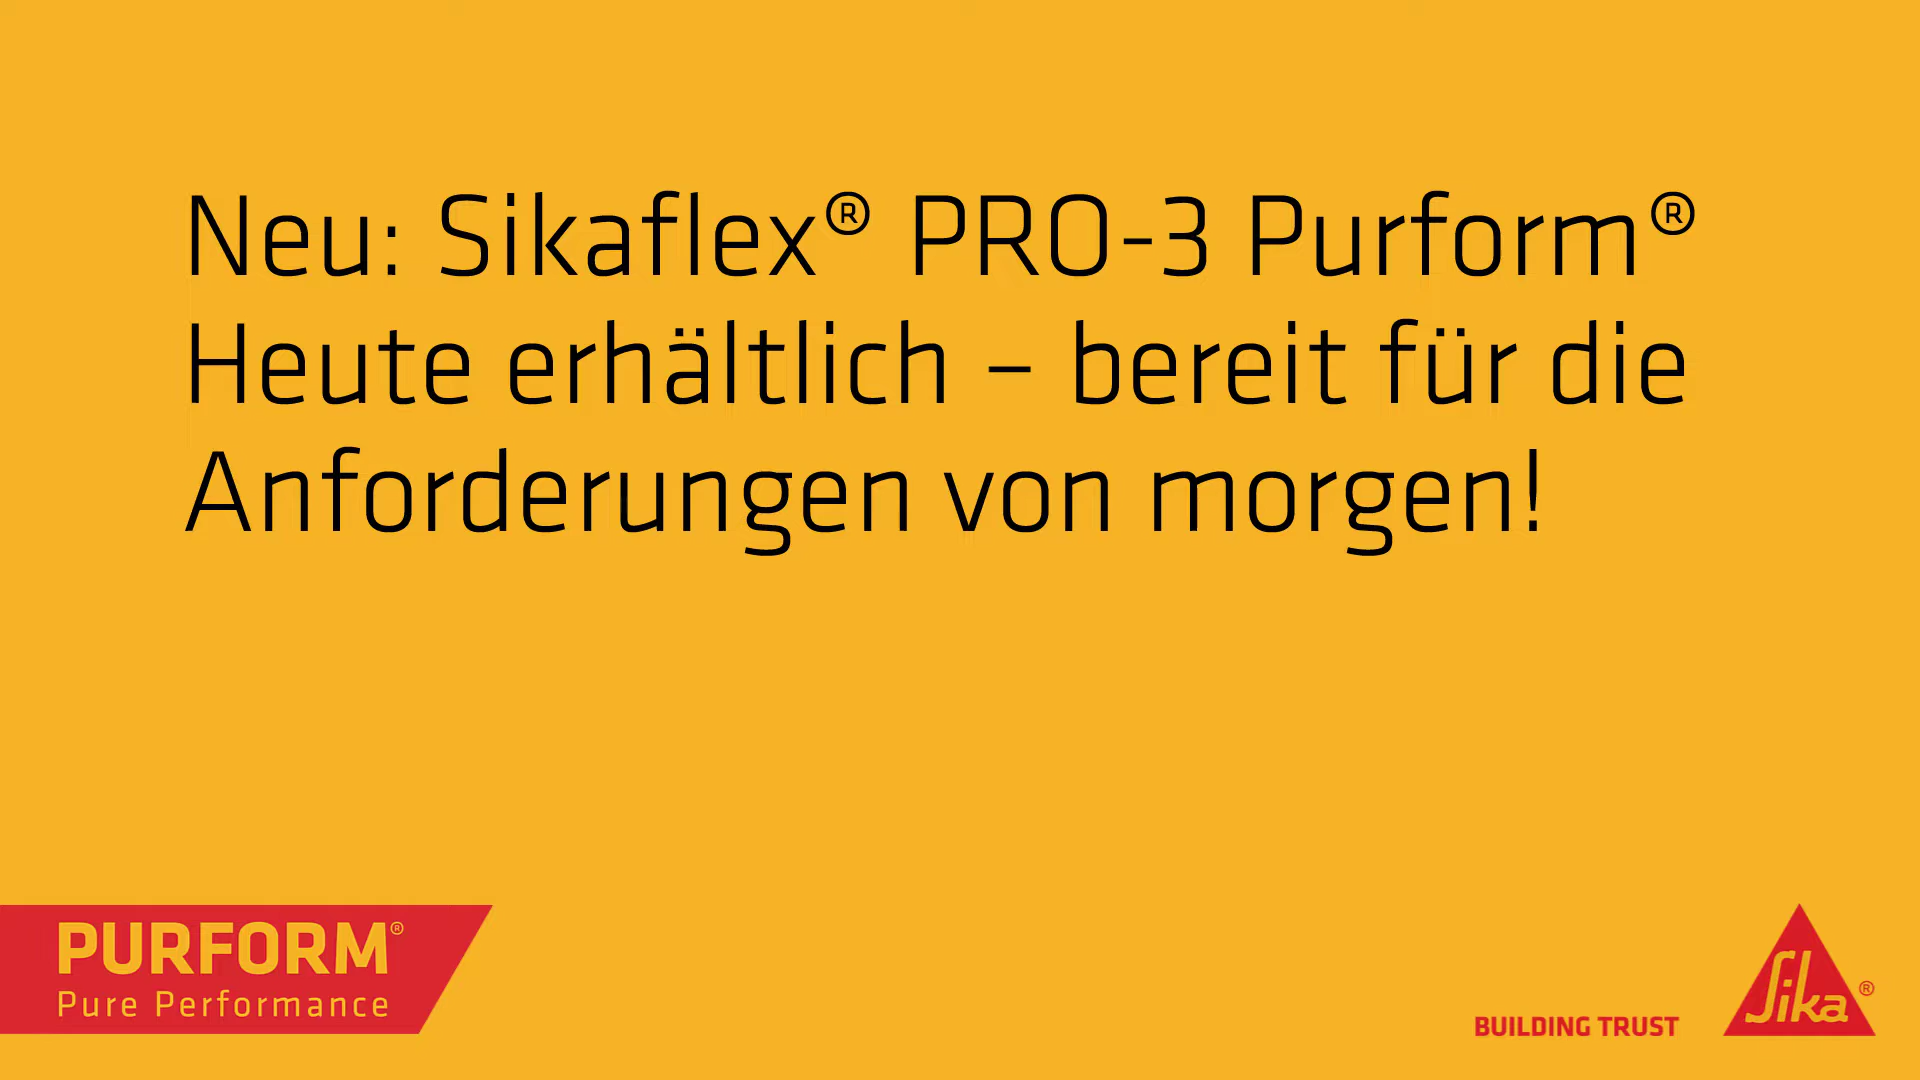 Neu: Sikaflex® PRO-3 Purform®
Heute erhältlich – bereit für die
Anforderungen von morgen!
PURFORM®
Pure Performance
BUILDING TRUST
Sika®